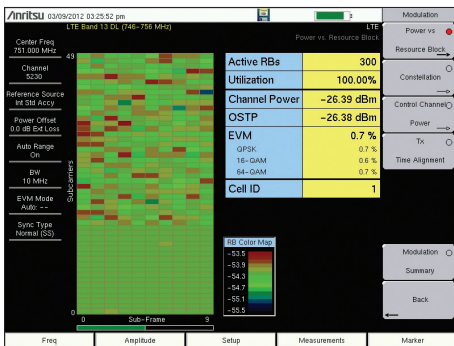 Anritsu 03/09/2012 03:25:52 pm
LTE Band 13 DL (746-756 MHz)
LTE
Power vs. Resource Block
Center Freq
751.000 MHz
Channel
5230
Reference Source
Int Std Accy
Power Offset
0.0 dB Ext Loss
Auto Range
On
BW
10 MHz
EVM Mode
Auto: --
Sync Type
Normal (SS)
49
Subcarriers
0
0 Sub-Frame 9
Active RBs 300
Utilization 100.00%
Channel Power -26.39 dBm
OSTP -26.38 dBm
EVM 0.7 %
QPSK 0.7 %
16-QAM 0.6 %
64-QAM 0.7 %
Cell ID 1
RB Color Map
-53.5
-53.9
-54.3
-54.7
-55.1
-55.5
Modulation
Power vs
Resource Block
Constellation
Control Channel
Power
Tx
Time Alignment
Modulation
Summary
Back
Freq
Amplitude
Setup
Measurements
Marker